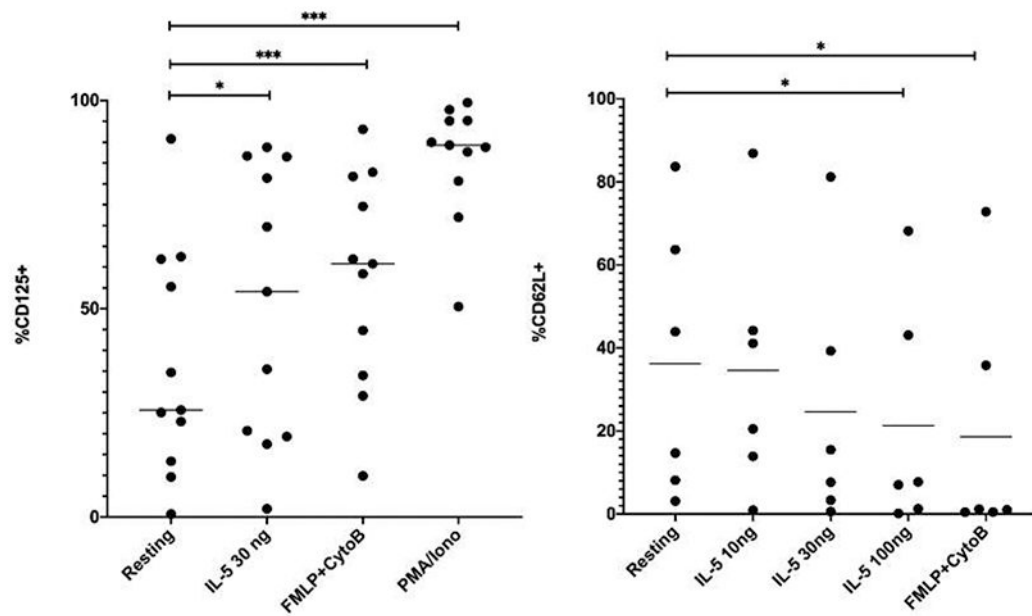 ***
***
*
100
50
0
%CD125+
Resting
IL-5 30 ng
FMLP+CytoB
PMA/Iono
*
*
100
80
60
40
20
0
%CD62L+
Resting
IL-5 10ng
IL-5 30ng
IL-5 100ng
FMLP+CytoB